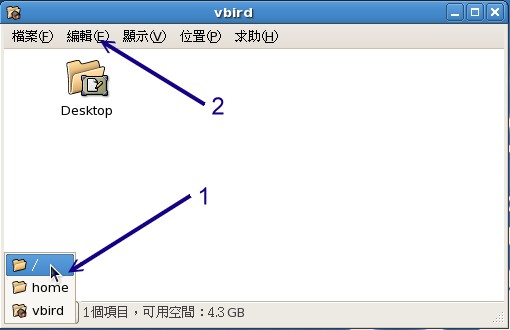 vbird
檔案(F) 編輯(E) 顯示(V) 位置(P) 求助(H)
Desktop
2
1
/
home
vbird
1個項目，可用空間：4.3 GB